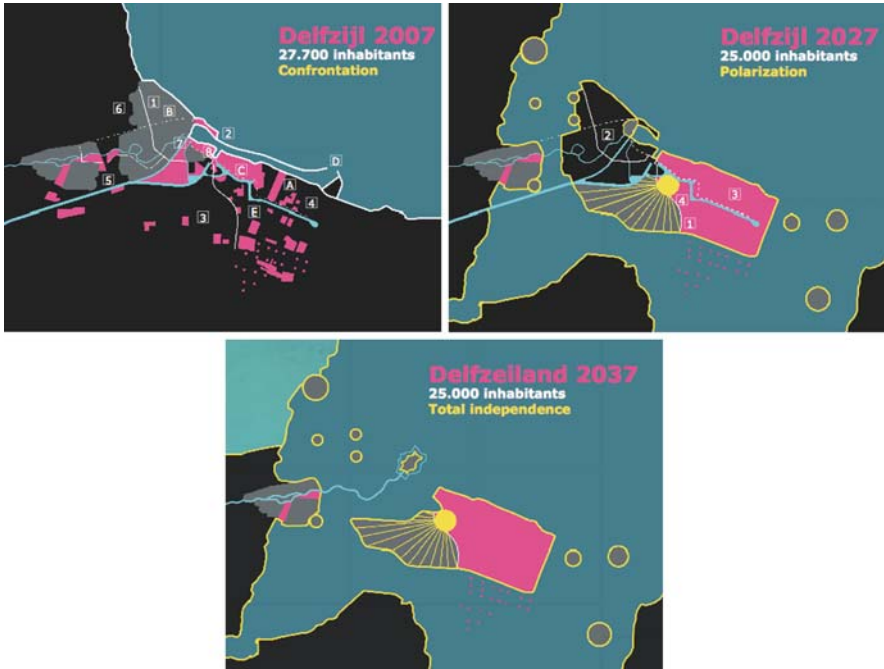 Delfzijl 2007
27.700 inhabitants
Confrontation
6
1
B
2
7
D
C
A
5
4
3
E
Delfzijl 2027
25.000 inhabitants
Polarization
2
3
4
1
Delfzeiland 2037
25.000 inhabitants
Total independence